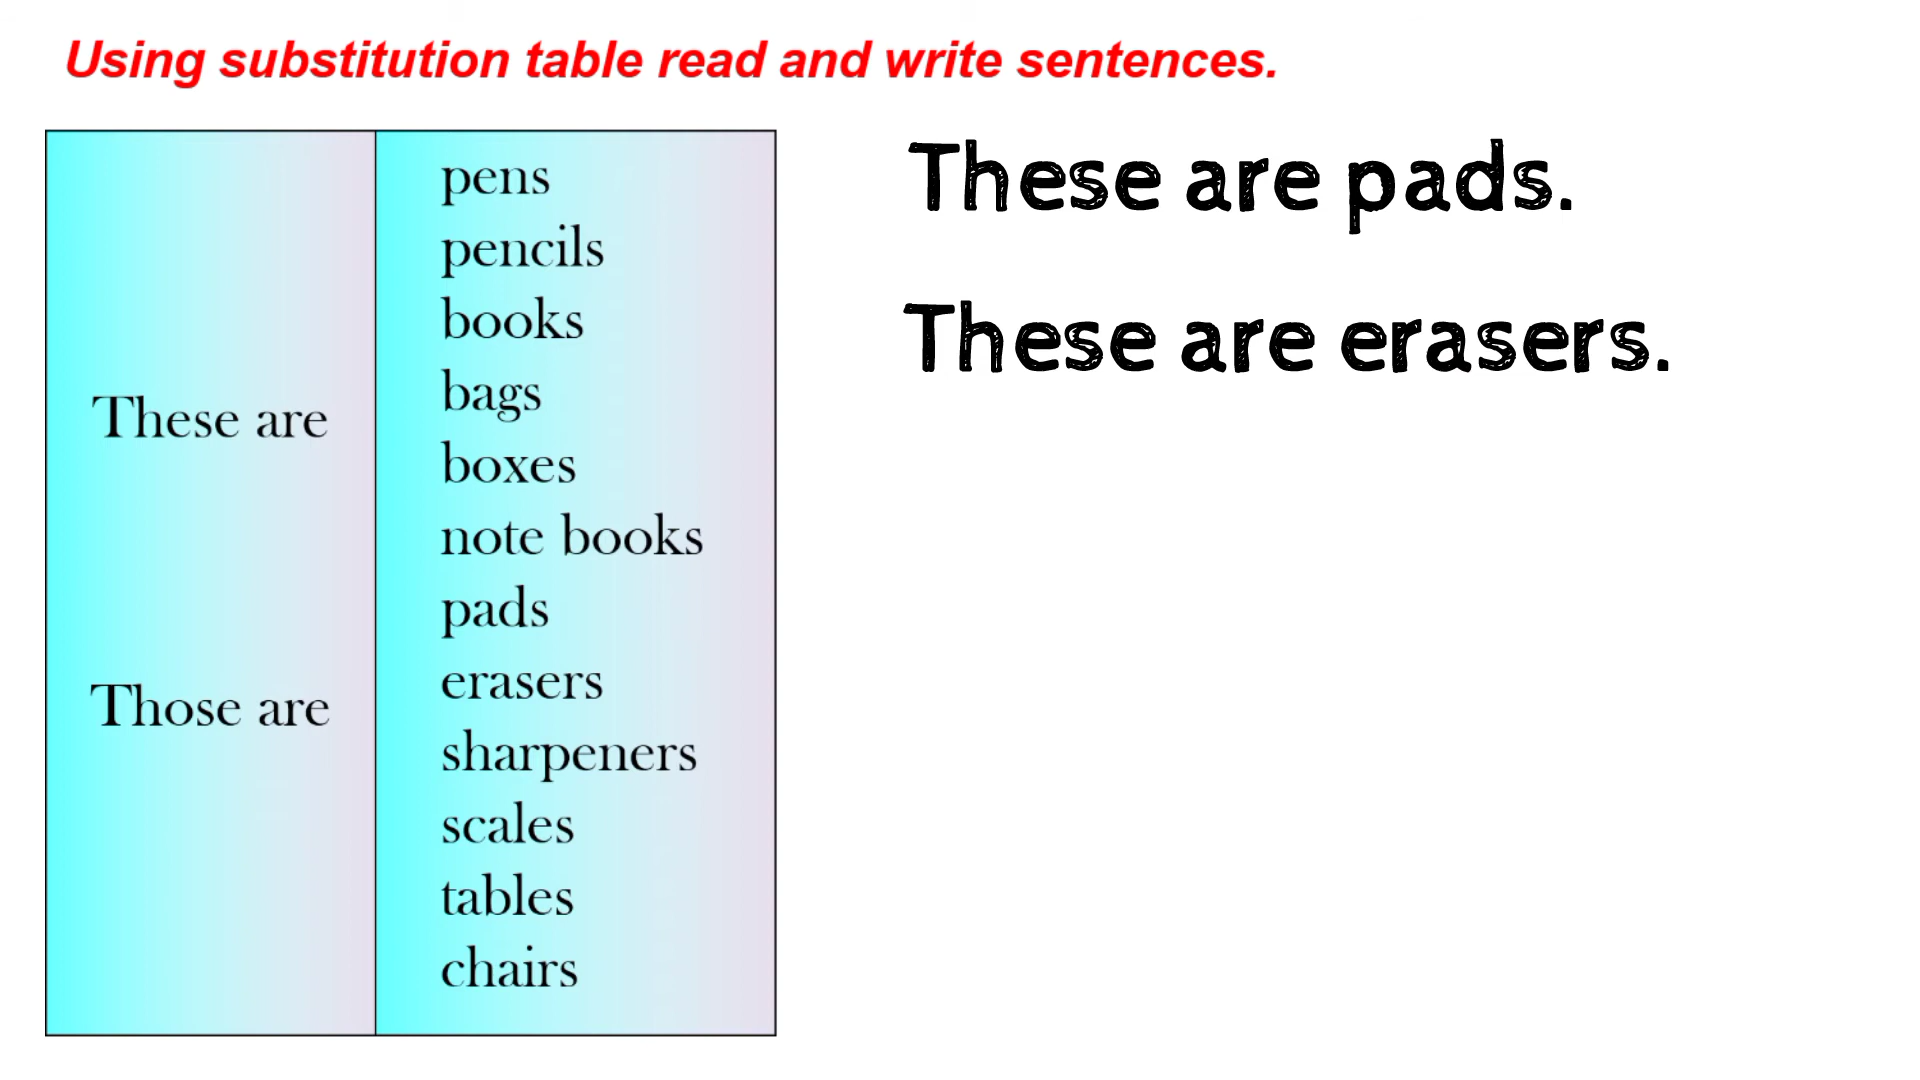 Using substitution table read and write sentences.
These are
Those are
pens
pencils
books
bags
boxes
note books
pads
erasers
sharpeners
scales
tables
chairs
These are pads.
These are erasers.